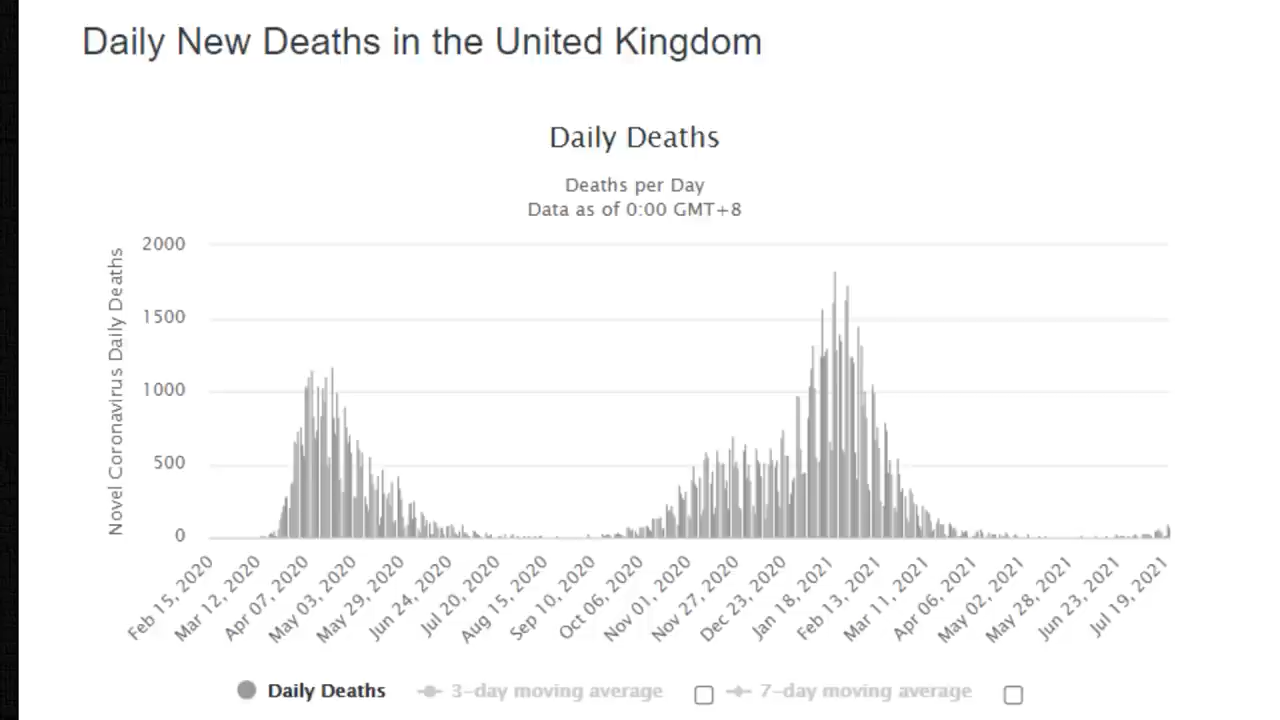 Daily New Deaths in the United Kingdom
Daily Deaths
Deaths per Day
Data as of 0:00 GMT+8
Novel Coronavirus Daily Deaths
2000
1500
1000
500
0
Feb 15, 2020
Mar 12, 2020
Apr 07, 2020
May 03, 2020
May 29, 2020
Jun 24, 2020
Jul 20, 2020
Aug 15, 2020
Sep 10, 2020
Oct 06, 2020
Nov 01, 2020
Nov 27, 2020
Dec 23, 2020
Jan 18, 2021
Feb 13, 2021
Mar 11, 2021
Apr 06, 2021
May 02, 2021
May 28, 2021
Jun 23, 2021
Jul 19, 2021
Daily Deaths
3-day moving average
7-day moving average